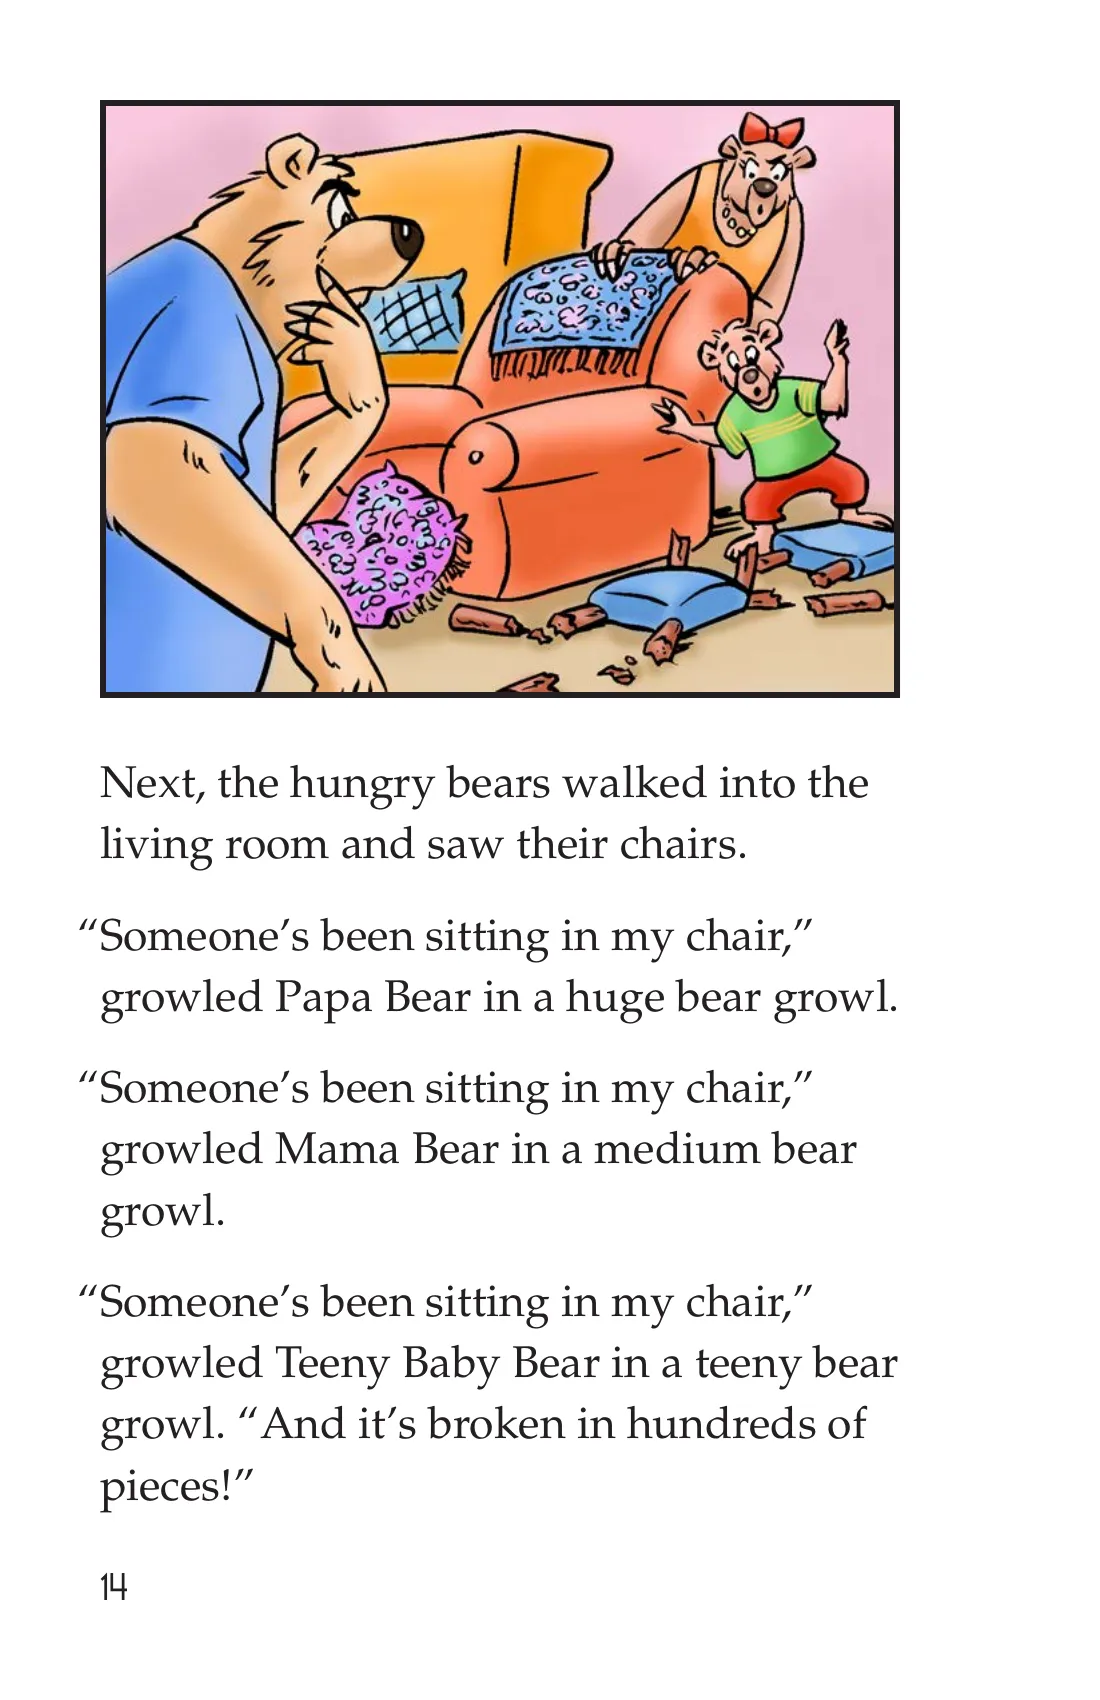 Next, the hungry bears walked into the
living room and saw their chairs.
“Someone’s been sitting in my chair,”
growled Papa Bear in a huge bear growl.
“Someone’s been sitting in my chair,”
growled Mama Bear in a medium bear
growl.
“Someone’s been sitting in my chair,”
growled Teeny Baby Bear in a teeny bear
growl. “And it’s broken in hundreds of
pieces!”
14